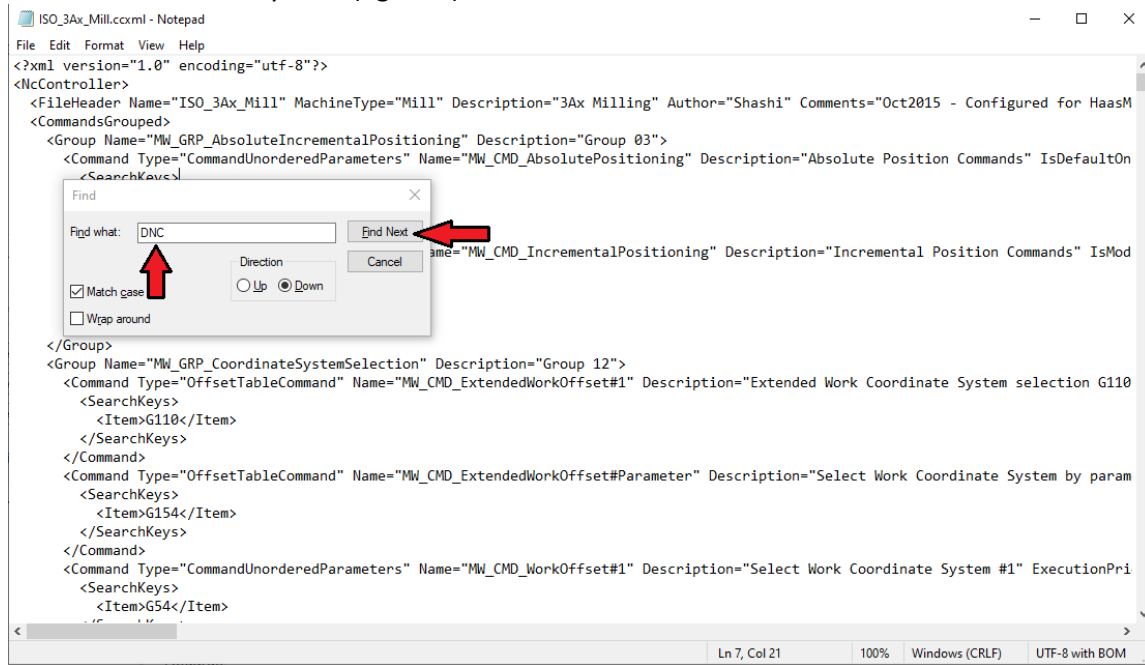 ISO_3Ax_Mill.ccxml - Notepad
File Edit Format View Help
<?xml version="1.0" encoding="utf-8"?>
<NcController>
<FileHeader Name="ISO_3Ax_Mill" MachineType="Mill" Description="3Ax Milling" Author="Shashi" Comments="Oct2015 - Configured for HaasM
<CommandsGrouped>
<Group Name="MW_GRP_AbsoluteIncrementalPositioning" Description="Group 03">
<Command Type="CommandUnorderedParameters" Name="MW_CMD_AbsolutePositioning" Description="Absolute Position Commands" IsDefaultOn
<SearchKeys>
Find
Find what: DNC Find Next
ame="MW_CMD_IncrementalPositioning" Description="Incremental Position Commands" IsMod
Direction Cancel
Match case Up Down
Wrap around
</Group>
<Group Name="MW_GRP_CoordinateSystemSelection" Description="Group 12">
<Command Type="OffsetTableCommand" Name="MW_CMD_ExtendedWorkOffset#1" Description="Extended Work Coordinate System selection G110
<SearchKeys>
<Item>G110</Item>
</SearchKeys>
</Command>
<Command Type="OffsetTableCommand" Name="MW_CMD_ExtendedWorkOffset#Parameter" Description="Select Work Coordinate System by param
<SearchKeys>
<Item>G154</Item>
</SearchKeys>
</Command>
<Command Type="CommandUnorderedParameters" Name="MW_CMD_WorkOffset#1" Description="Select Work Coordinate System #1" ExecutionPri
<SearchKeys>
<Item>G54</Item>
Ln 7, Col 21 100% Windows (CRLF) UTF-8 with BOM